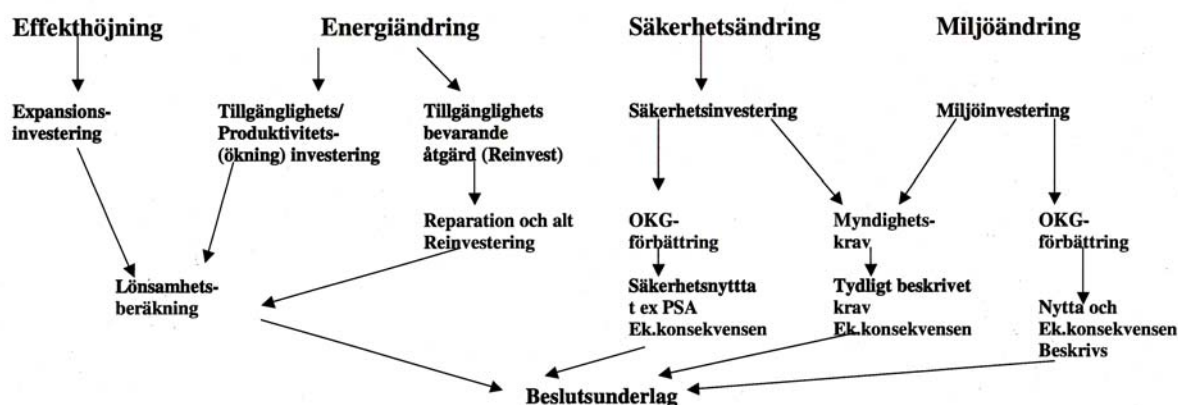 Effekthöjning
Energiändring
Säkerhetsändring
Miljöändring
Expansions-
investering
Tillgänglighets/
Produktivitets-
(ökning) investering
Tillgänglighets
bevarande
åtgärd (Reinvest)
Säkerhetsinvestering
Miljöinvestering
Reparation och alt
Reinvestering
OKG-
förbättring
Myndighets-
krav
OKG-
förbättring
Lönsamhets-
beräkning
Säkerhetsnyttta
t ex PSA
Ek.konsekvensen
Tydligt beskrivet
krav
Ek.konsekvensen
Nytta och
Ek.konsekvensen
Beskrivs
Beslutsunderlag